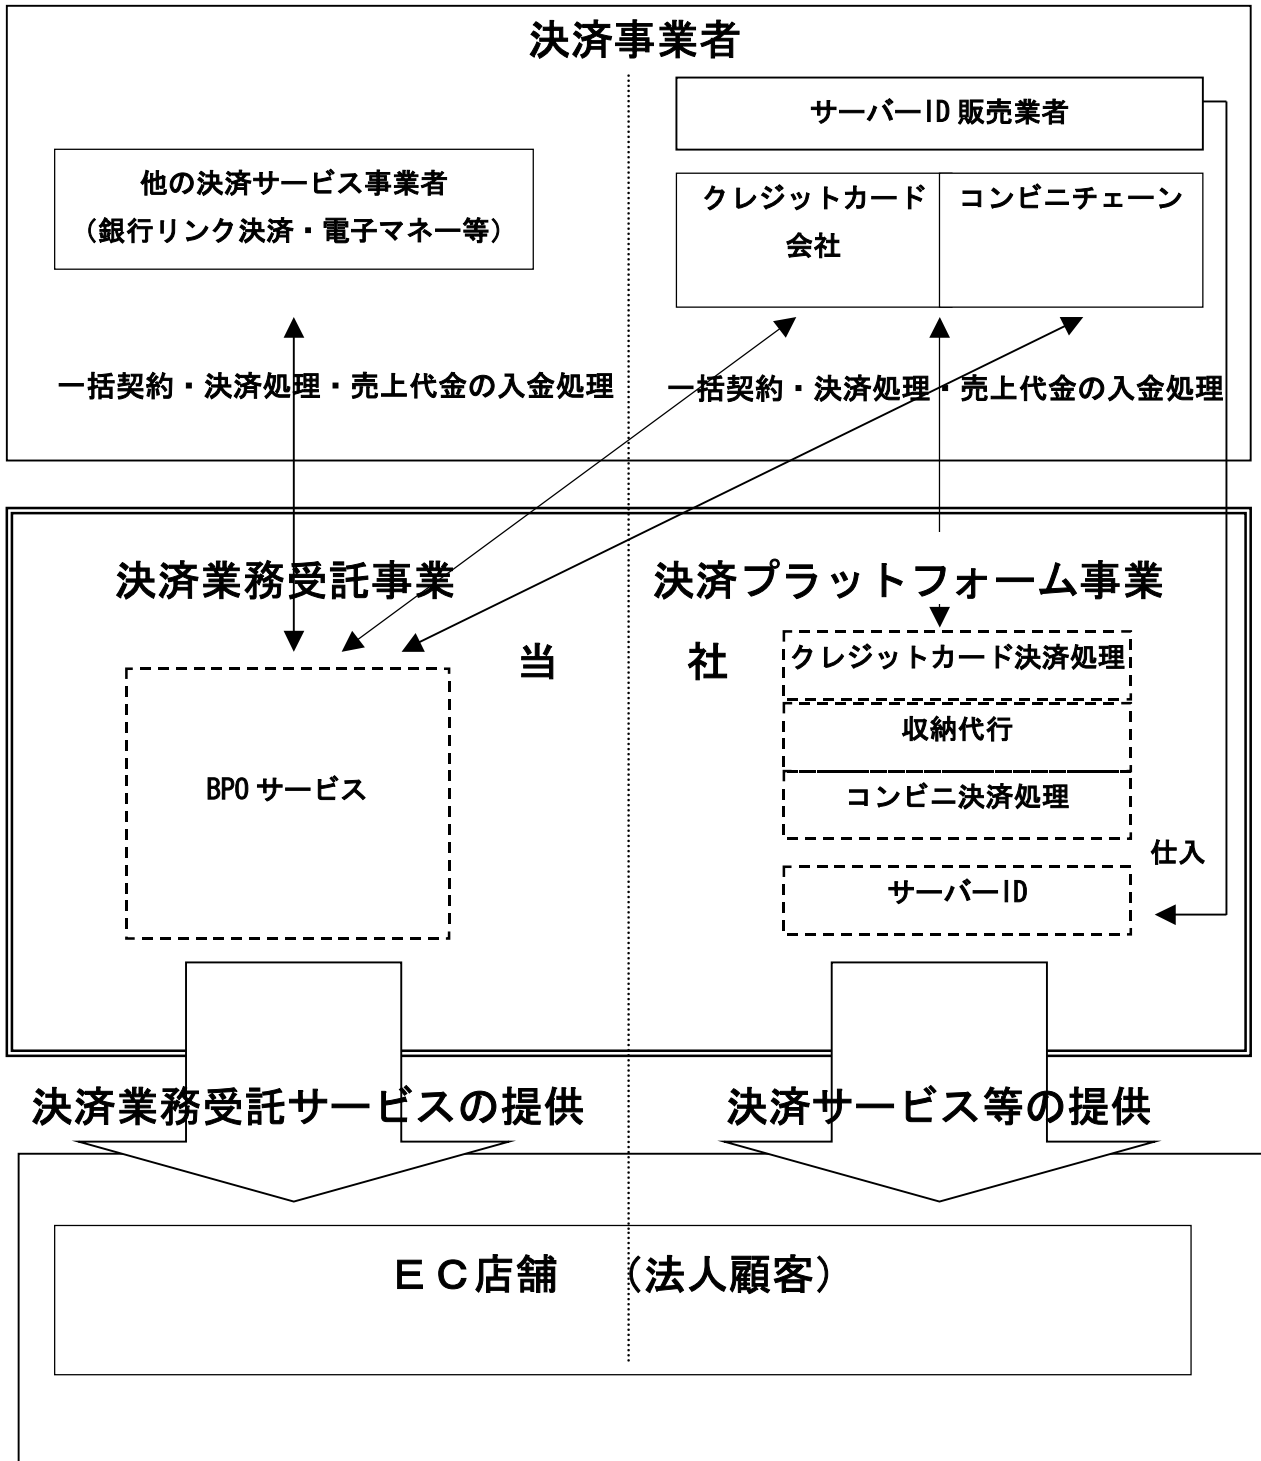 決済事業者
サーバーID 販売業者
他の決済サービス事業者
（銀行リンク決済・電子マネー等）
クレジットカード
会社
コンビニチェーン
一括契約・決済処理・売上代金の入金処理
一括契約・決済処理・売上代金の入金処理
決済業務受託事業
決済プラットフォーム事業
当 社
クレジットカード決済処理
収納代行
BPO サービス
コンビニ決済処理
仕入
サーバーID
決済業務受託サービスの提供
決済サービス等の提供
ＥＣ店舗 （法人顧客）